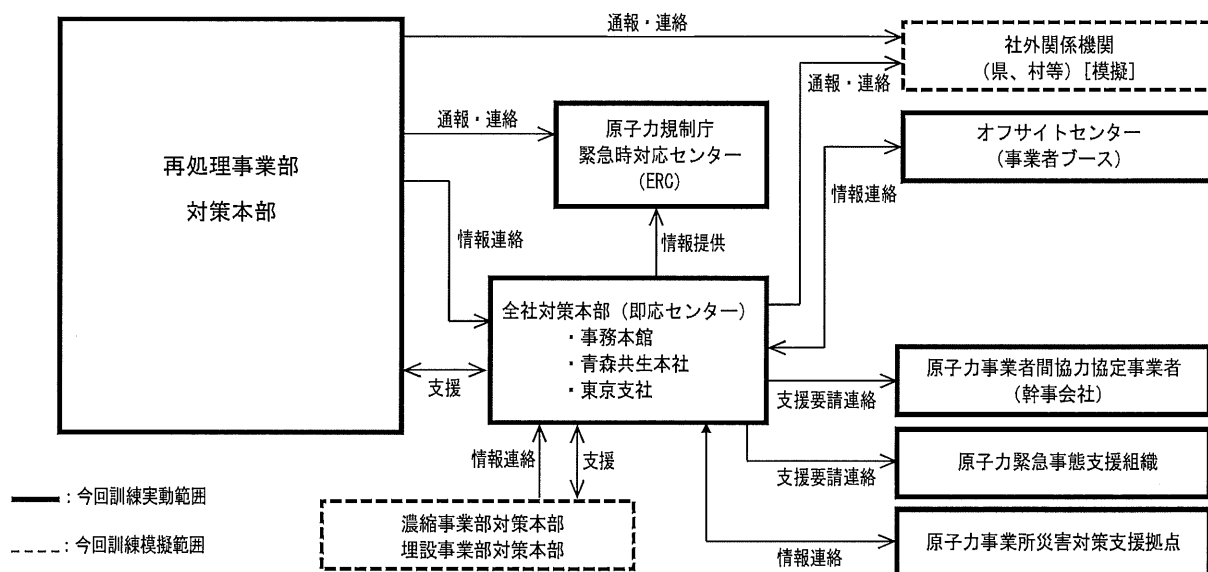 通報・連絡
社外関係機関
(県、村等)[模擬]
通報・連絡
通報・連絡
原子力規制庁
緊急時対応センター
(ERC)
オフサイトセンター
(事業者ブース)
再処理事業部
対策本部
情報連絡
情報連絡
情報提供
全社対策本部(即応センター)
・事務本館
・青森共生本社
・東京支社
支援
原子力事業者間協力協定事業者
(幹事会社)
支援要請連絡
情報連絡
支援
原子力緊急事態支援組織
支援要請連絡
:今回訓練実動範囲
濃縮事業部対策本部
埋設事業部対策本部
:今回訓練模擬範囲
原子力事業所災害対策支援拠点
情報連絡